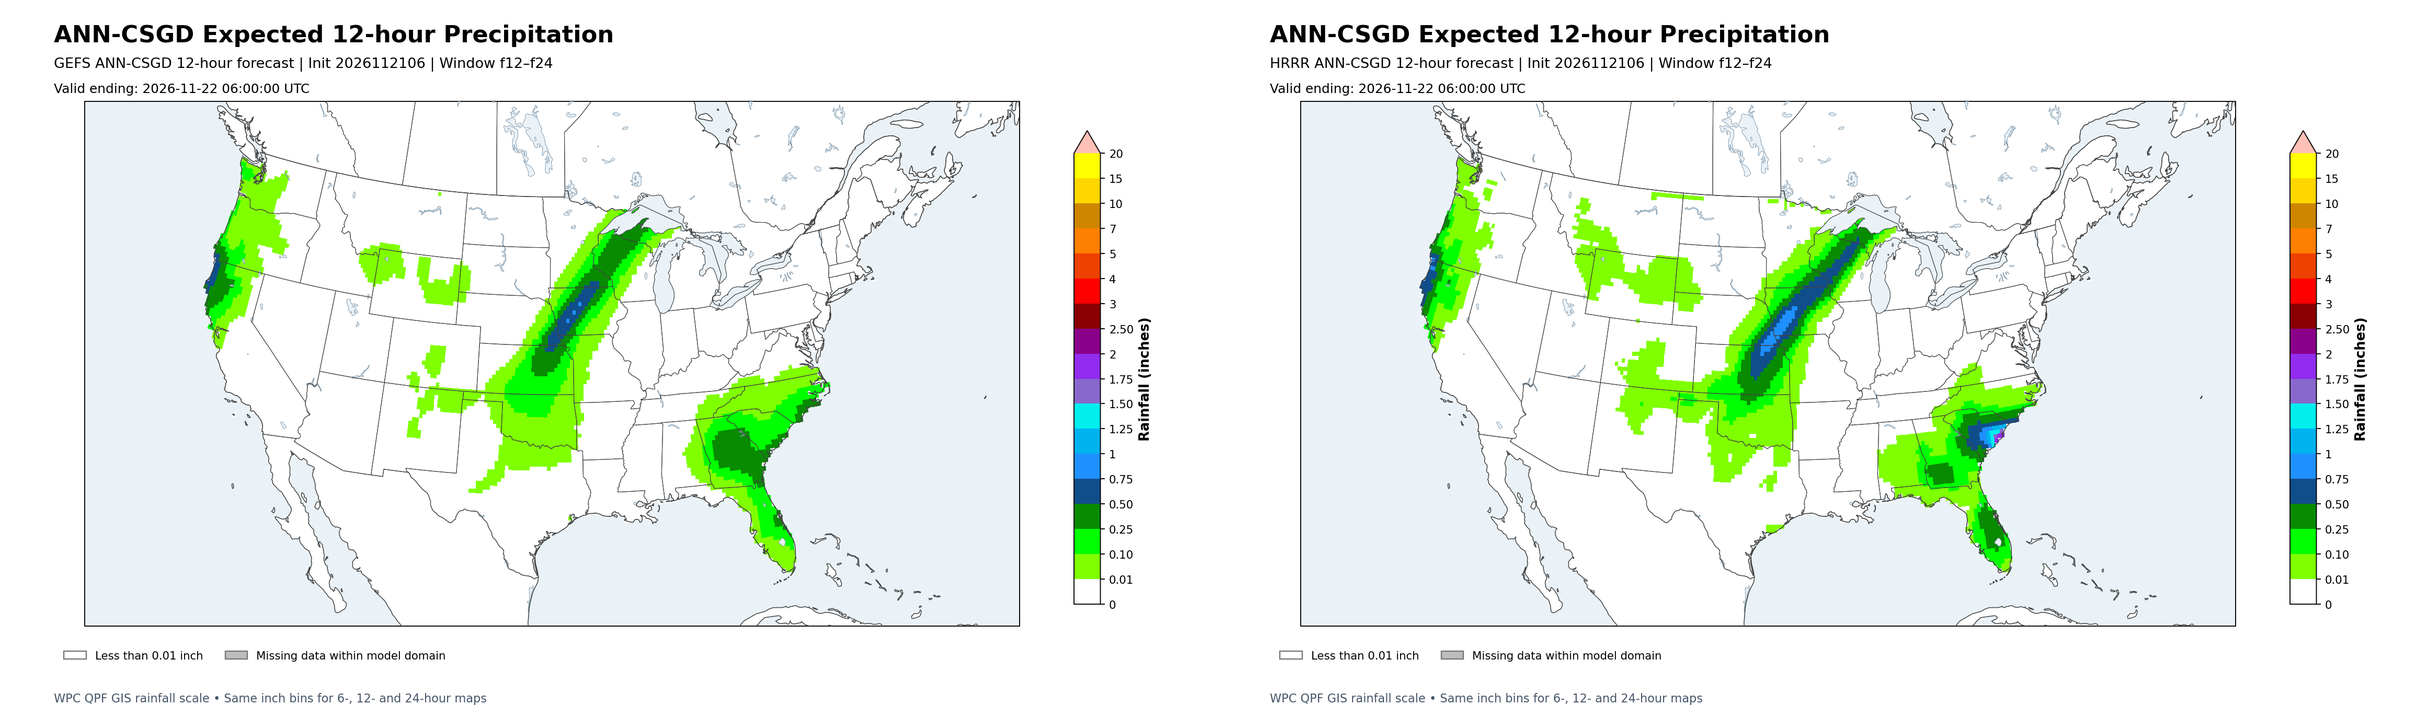 ANN-CSGD Expected 12-hour Precipitation
GEFS ANN-CSGD 12-hour forecast | Init 2026112106 | Window f12–f24
Valid ending: 2026-11-22 06:00:00 UTC
20
15
10
7
5
4
3
2.50
2
1.75
1.50
1.25
1
0.75
0.50
0.25
0.10
0.01
0
Rainfall (inches)
Less than 0.01 inch
Missing data within model domain
WPC QPF GIS rainfall scale • Same inch bins for 6-, 12- and 24-hour maps
ANN-CSGD Expected 12-hour Precipitation
HRRR ANN-CSGD 12-hour forecast | Init 2026112106 | Window f12–f24
Valid ending: 2026-11-22 06:00:00 UTC
20
15
10
7
5
4
3
2.50
2
1.75
1.50
1.25
1
0.75
0.50
0.25
0.10
0.01
0
Rainfall (inches)
Less than 0.01 inch
Missing data within model domain
WPC QPF GIS rainfall scale • Same inch bins for 6-, 12- and 24-hour maps